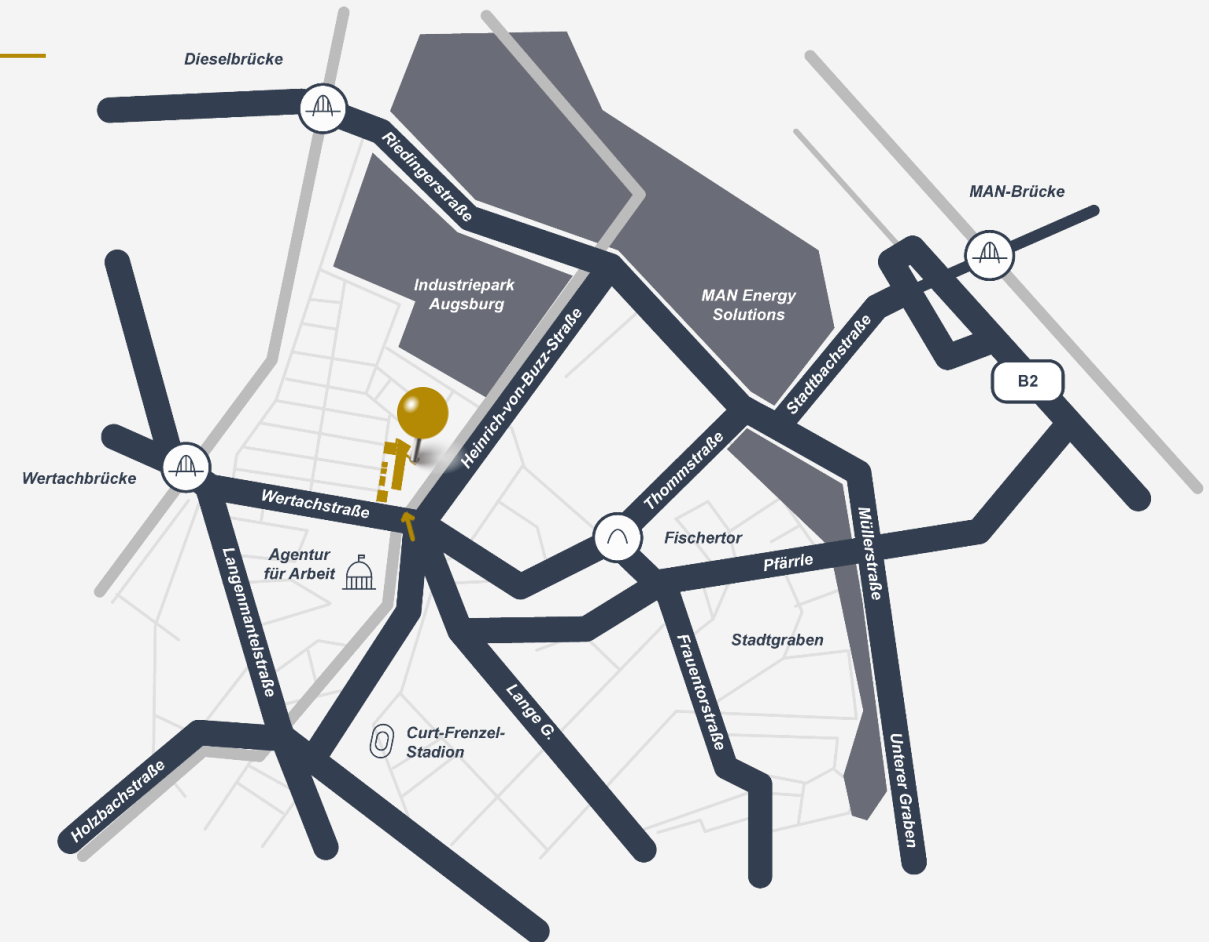 Dieselbrücke
Riedingerstraße
MAN-Brücke
Industriepark
Augsburg
MAN Energy
Solutions
Stadtbachstraße
Heinrich-von-Buzz-Straße
B2
Thommstraße
Wertachbrücke
Wertachstraße
Fischertor
Müllerstraße
Pfärrle
Agentur
für Arbeit
Langenmantelstraße
Stadtgraben
Frauentorstraße
Lange G.
Curt-Frenzel-
Stadion
Unterer Graben
Holzbachstraße